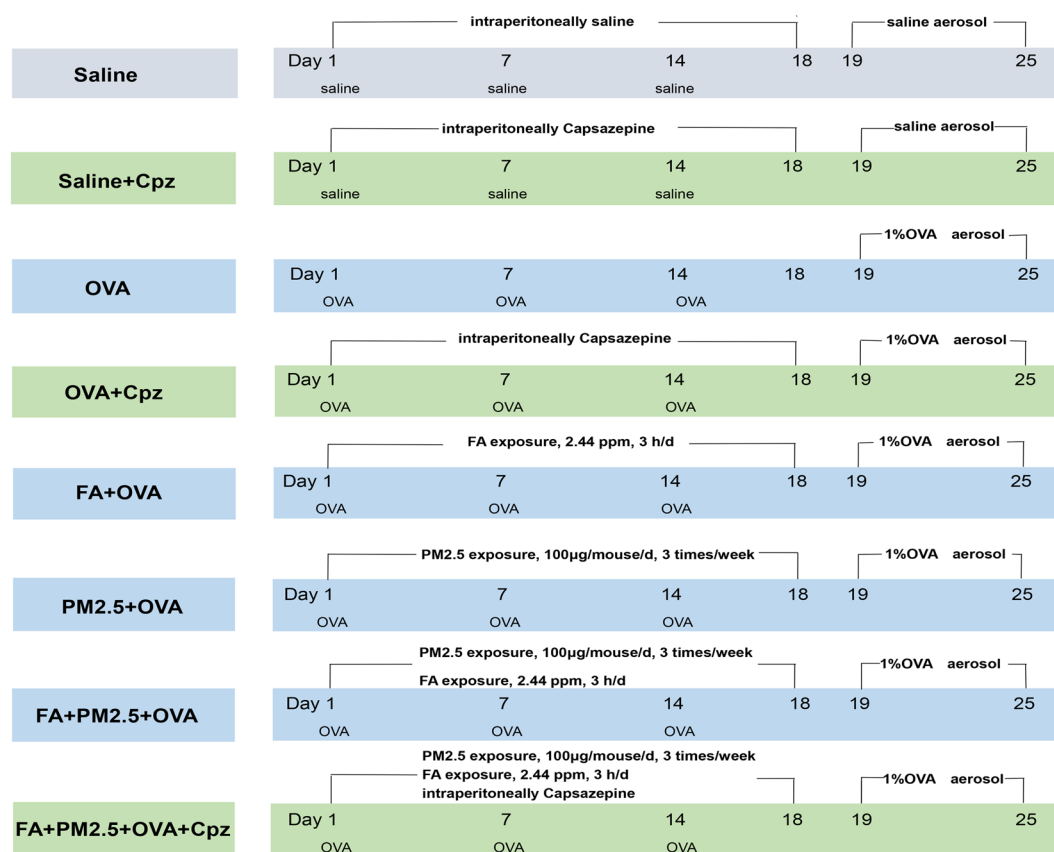 intraperitoneally saline saline aerosol
Saline
Day 1 7 14 18 19 25
saline saline saline
intraperitoneally Capsazepine saline aerosol
Saline+Cpz
Day 1 7 14 18 19 25
saline saline saline
1%OVA aerosol
OVA
Day 1 7 14 18 19 25
OVA OVA OVA
intraperitoneally Capsazepine 1%OVA aerosol
OVA+Cpz
Day 1 7 14 18 19 25
OVA OVA OVA
FA exposure, 2.44 ppm, 3 h/d 1%OVA aerosol
FA+OVA
Day 1 7 14 18 19 25
OVA OVA OVA
PM2.5 exposure, 100μg/mouse/d, 3 times/week 1%OVA aerosol
PM2.5+OVA
Day 1 7 14 18 19 25
OVA OVA OVA
PM2.5 exposure, 100μg/mouse/d, 3 times/week
1%OVA aerosol
FA exposure, 2.44 ppm, 3 h/d
FA+PM2.5+OVA
Day 1 7 14 18 19 25
OVA OVA OVA
PM2.5 exposure, 100μg/mouse/d, 3 times/week
FA exposure, 2.44 ppm, 3 h/d 1%OVA aerosol
intraperitoneally Capsazepine
FA+PM2.5+OVA+Cpz
Day 1 7 14 18 19 25
OVA OVA OVA